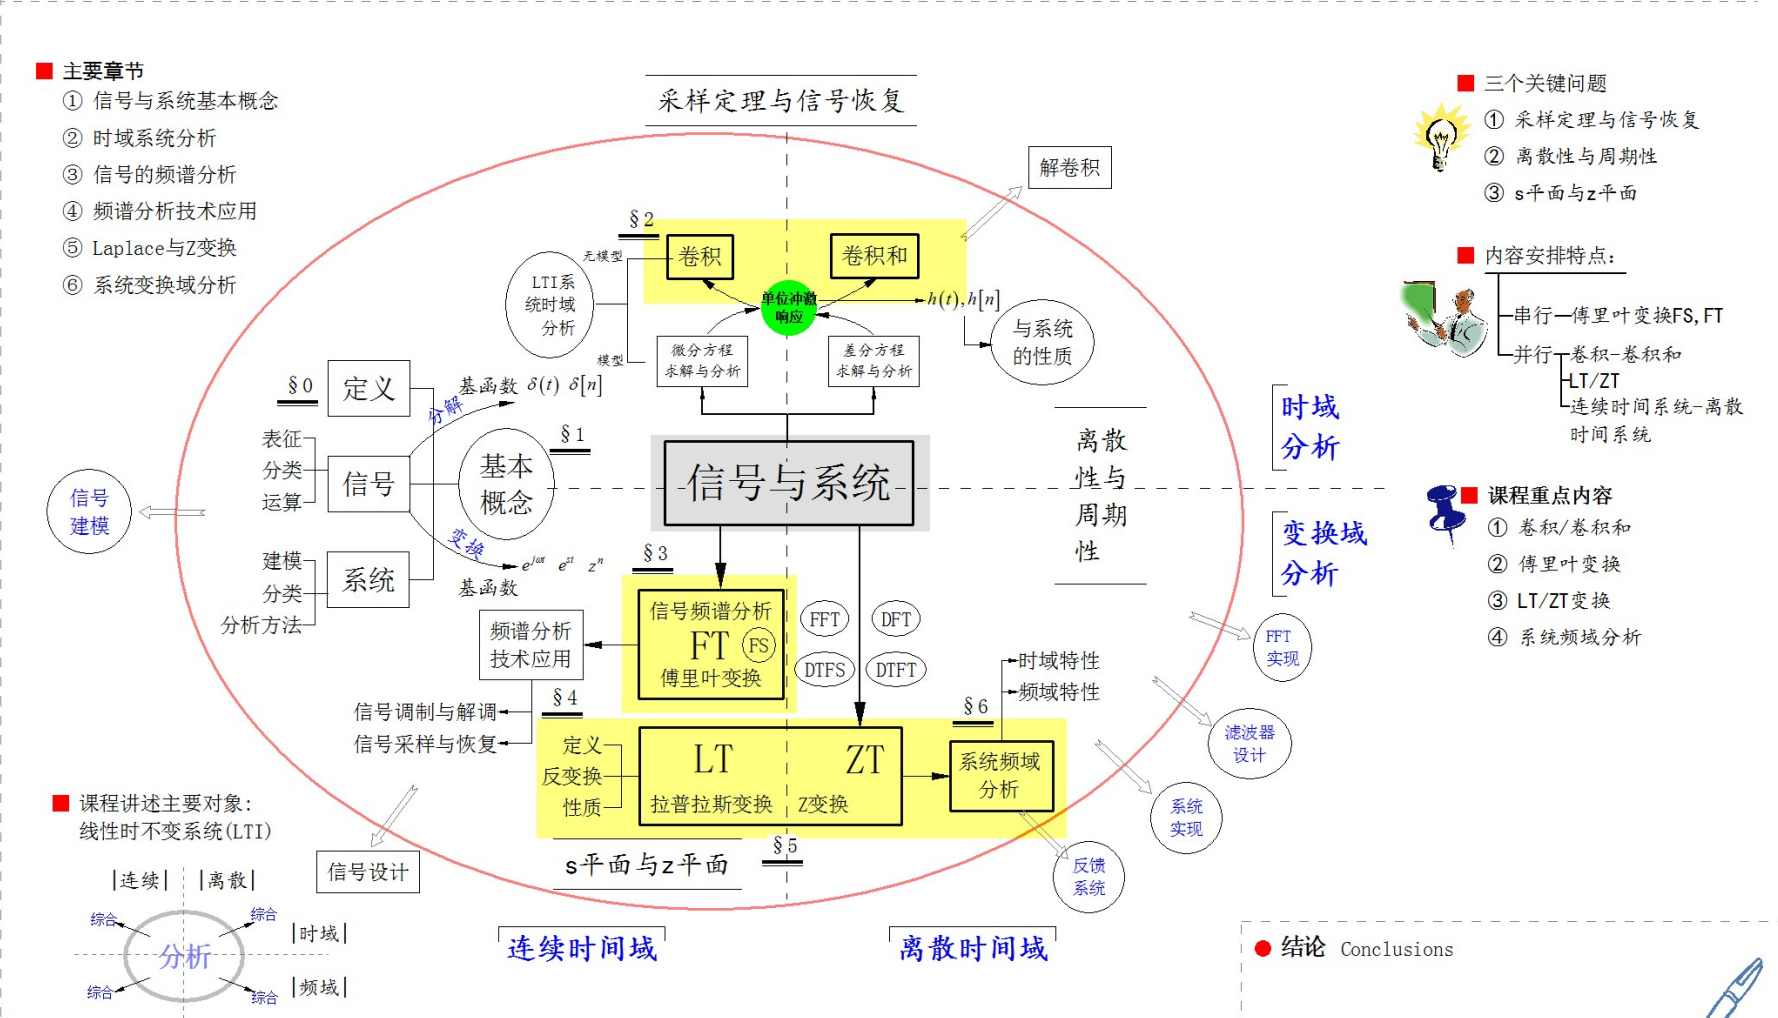 主要章节
① 信号与系统基本概念
② 时域系统分析
③ 信号的频谱分析
④ 频谱分析技术应用
⑤ Laplace与Z变换
⑥ 系统变换域分析
采样定理与信号恢复
解卷积
三个关键问题
① 采样定理与信号恢复
② 离散性与周期性
③ s平面与z平面
内容安排特点：
串行—傅里叶变换FS,FT
并行—卷积-卷积和
LT/ZT
连续时间系统-离散
时间系统
课程重点内容
① 卷积/卷积和
② 傅里叶变换
③ LT/ZT变换
④ 系统频域分析
§2
无模型
卷积
卷积和
LTI系
统时域
分析
单位冲激
响应
h(t),h[n]
与系统
的性质
模型
微分方程
求解与分析
差分方程
求解与分析
§0
定义
基函数 δ(t) δ[n]
分解
表征
分类
运算
信号
基本
概念
§1
信号与系统
离散
性与
周期
性
时域
分析
变换域
分析
信号
建模
变换
e^{jωt} e^{st} z^n
基函数
建模
分类
分析方法
系统
§3
信号频谱分析
FT
FS
傅里叶变换
FFT
DFT
DTFS
DTFT
频谱分析
技术应用
§4
信号调制与解调
信号采样与恢复
时域特性
频域特性
§6
系统频域
分析
定义
反变换
性质
LT
拉普拉斯变换
ZT
Z变换
§5
s平面与z平面
FFT
实现
滤波器
设计
系统
实现
反馈
系统
信号设计
课程讲述主要对象：
线性时不变系统(LTI)
|连续|
|离散|
综合
综合
分析
|时域|
综合
综合
|频域|
连续时间域
离散时间域
结论 Conclusions